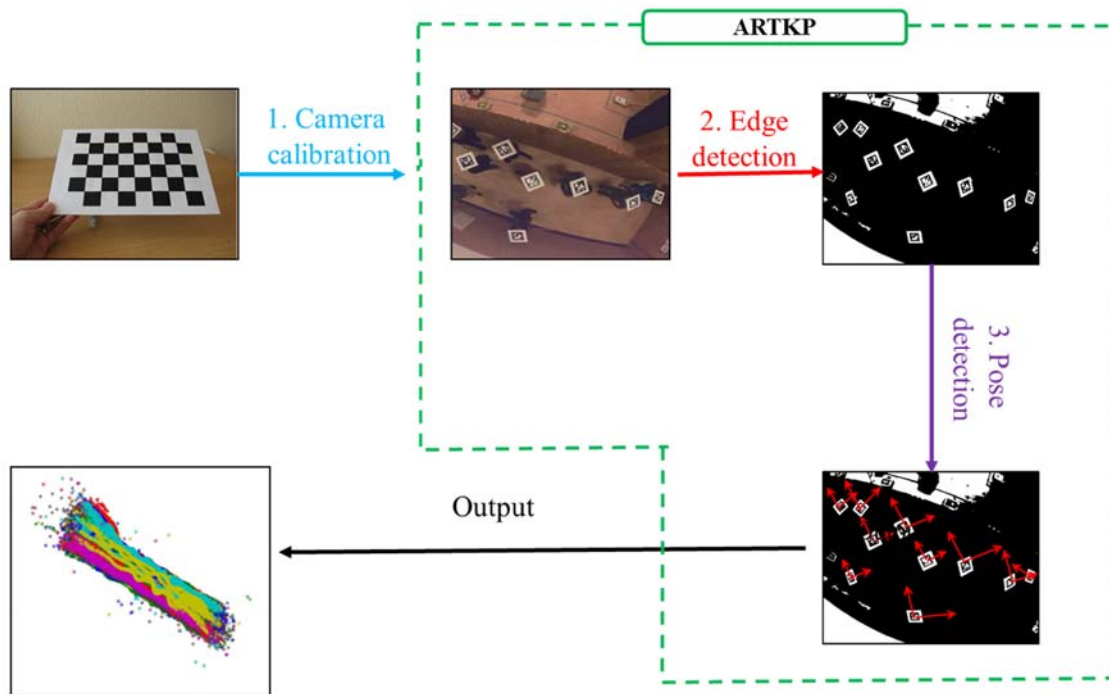 ARTKP
1. Camera
calibration
2. Edge
detection
3. Pose
detection
Output